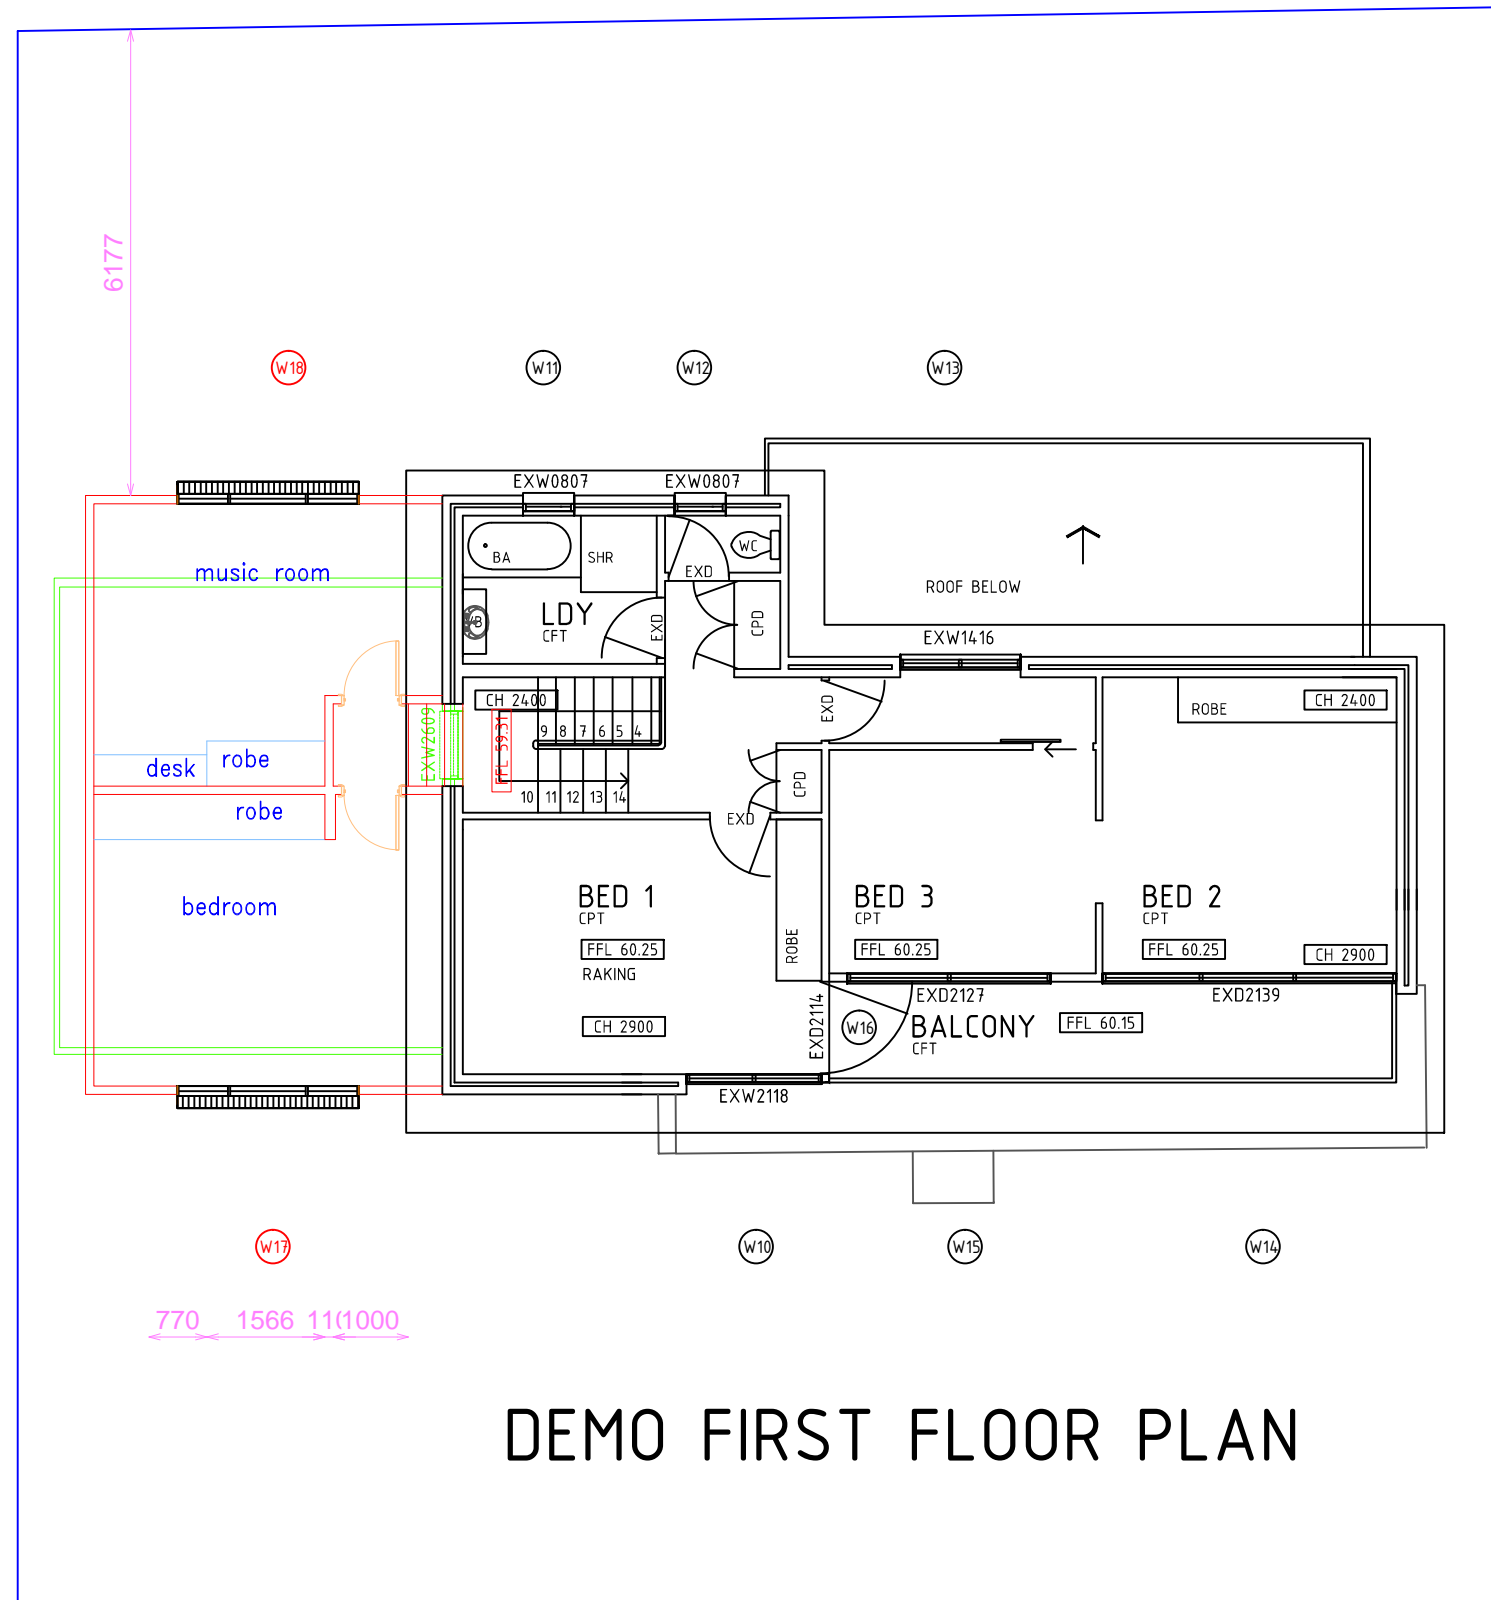 6177
W18
W11
W12
W13
EXW0807
EXW0807
music room
BA
SHR
WC
EXD
ROOF BELOW
LDY
CFT
EXD
CPD
EXW1416
CH 2400
EXD
ROBE
CH 2400
EXW2609
FFL 59.31
9 8 7 6 5 4
desk
robe
robe
10 11 12 13 14
CPD
EXD
bedroom
BED 1
CPT
FFL 60.25
RAKING
CH 2900
ROBE
BED 3
CPT
FFL 60.25
BED 2
CPT
FFL 60.25
CH 2900
EXD2127
EXD2139
EXD2114
W16
BALCONY
CFT
FFL 60.15
EXW2118
W17
W10
W15
W14
770 1566 110 1000
DEMO FIRST FLOOR PLAN